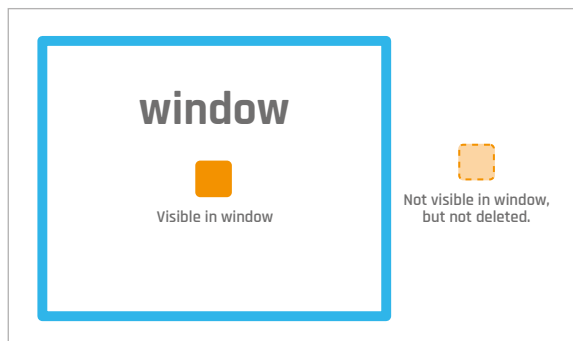 window
Visible in window
Not visible in window,
but not deleted.